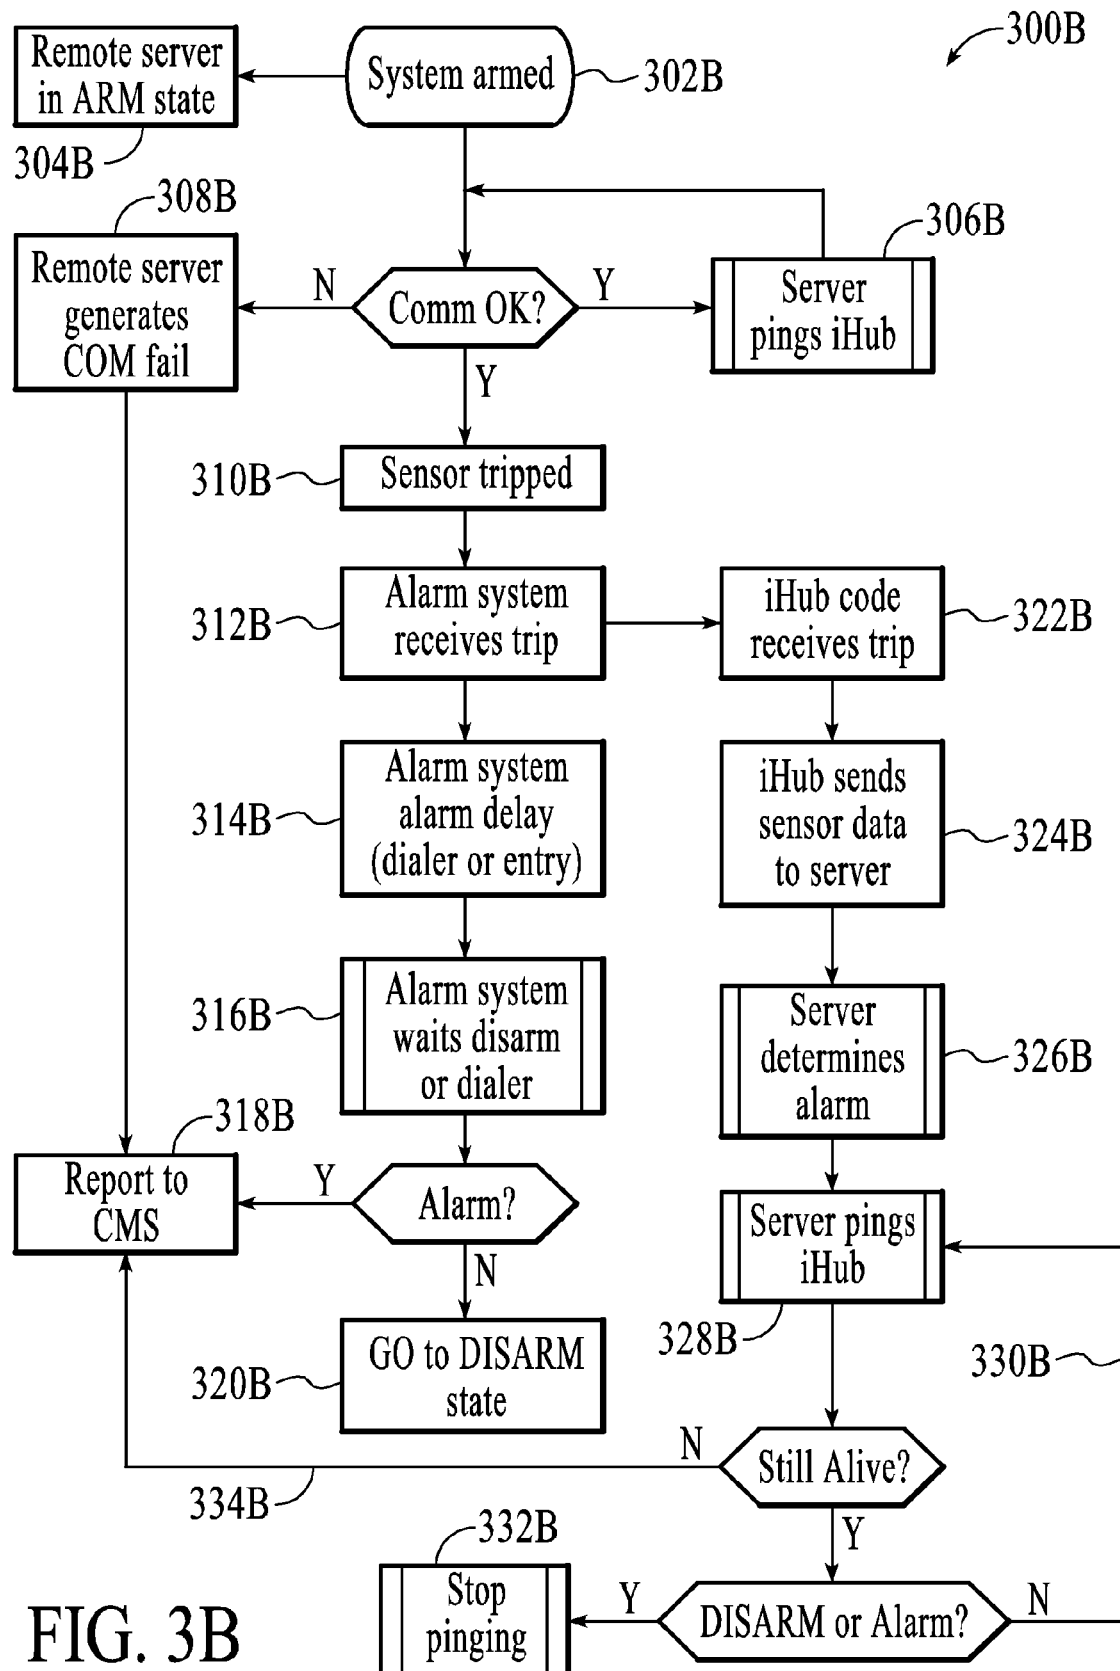 300B
Remote server
in ARM state
304B
System armed
302B
308B
Remote server
generates
COM fail
N
Comm OK?
Y
306B
Server
pings iHub
Y
310B
Sensor tripped
312B
Alarm system
receives trip
iHub code
receives trip
322B
314B
Alarm system
alarm delay
(dialer or entry)
iHub sends
sensor data
to server
324B
316B
Alarm system
waits disarm
or dialer
Server
determines
alarm
326B
318B
Report to
CMS
Y
Alarm?
N
Server pings
iHub
328B
330B
320B
GO to DISARM
state
N
Still Alive?
334B
Y
332B
Stop
pinging
Y
DISARM or Alarm?
N
FIG. 3B